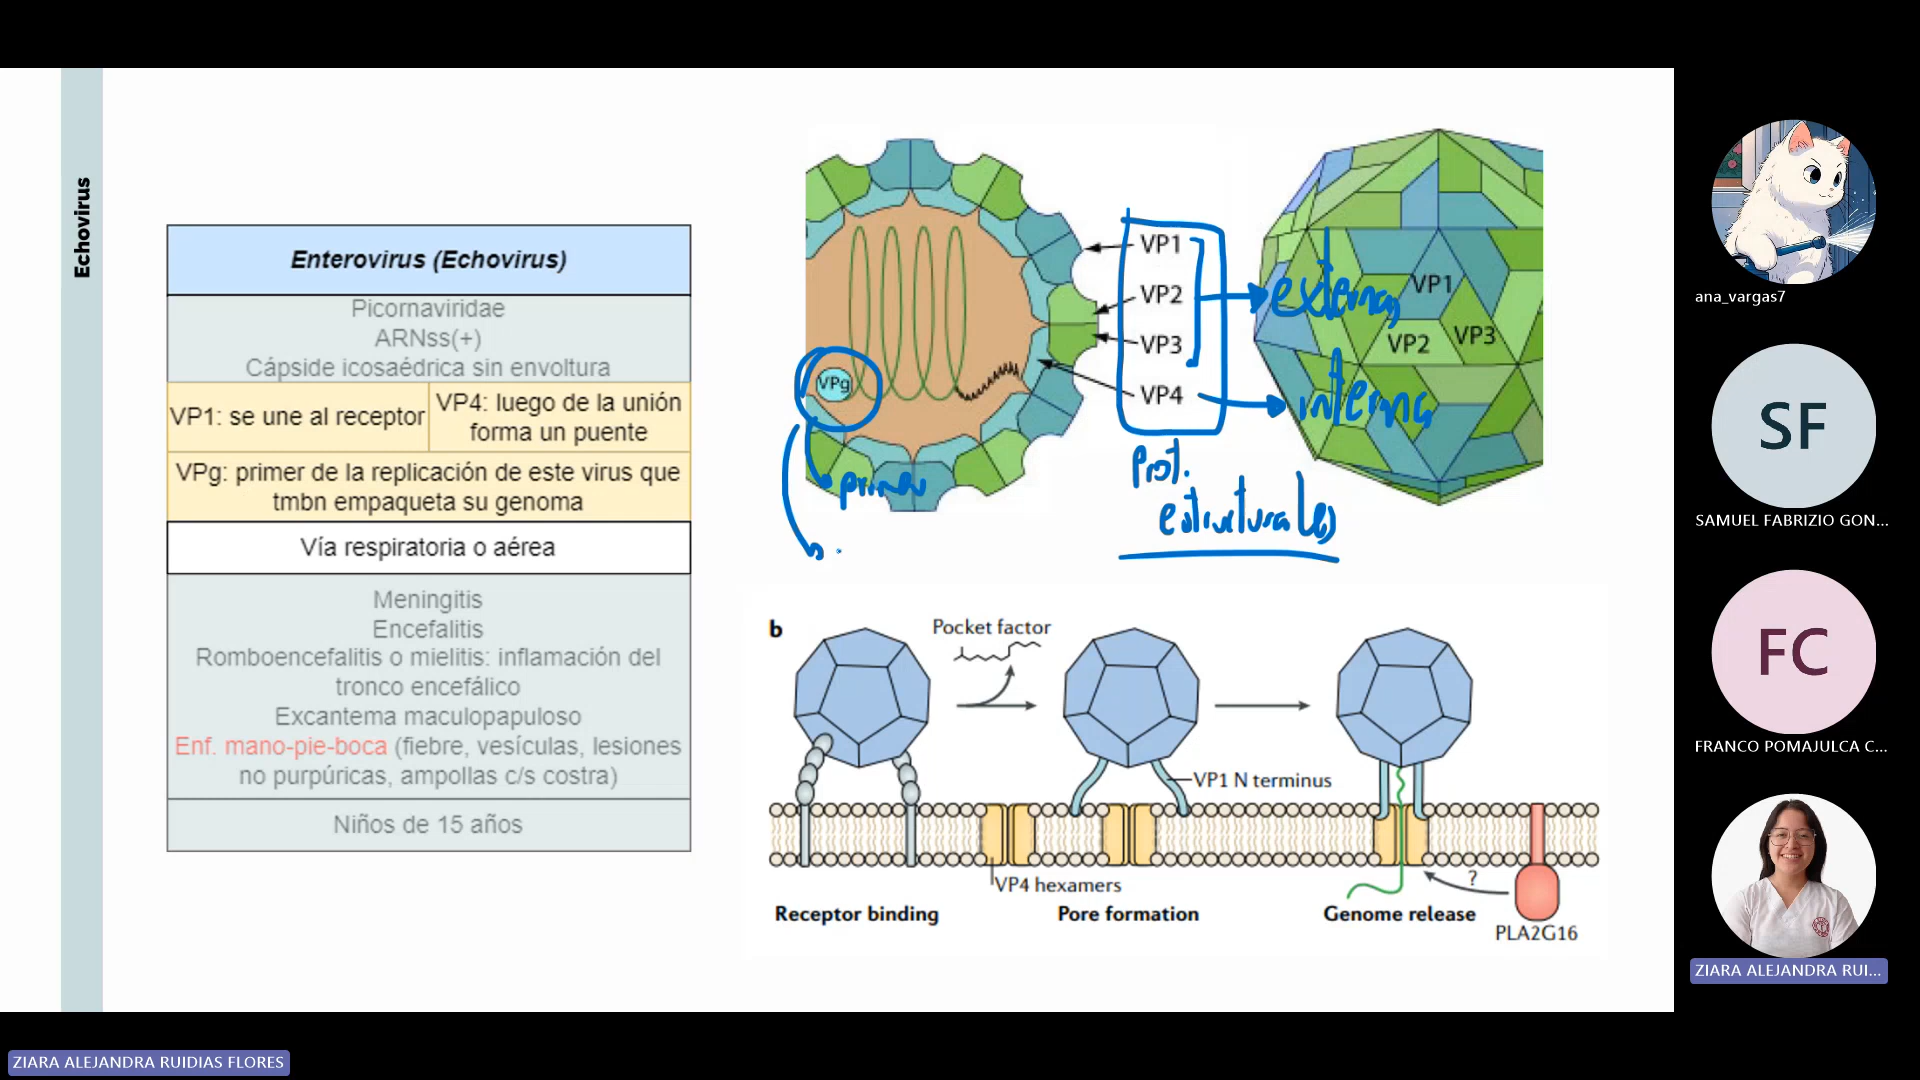 Echovirus
Enterovirus (Echovirus)
Picornaviridae
ARNss(+)
Cápside icosaédrica sin envoltura
VP1: se une al receptor
VP4: luego de la unión
forma un puente
VPg: primer de la replicación de este virus que
tmbn empaqueta su genoma
Vía respiratoria o aérea
Meningitis
Encefalitis
Romboencefalitis o mielitis: inflamación del
tronco encefálico
Excantema maculopapuloso
Enf. mano-pie-boca (fiebre, vesículas, lesiones
no purpúricas, ampollas c/s costra)
Niños de 15 años
VP1
VP2
VP3
VP4
VPg
primer
externas
interna
Prot.
estructurales
VP1
VP2
VP3
b
Pocket factor
VP1 N terminus
VP4 hexamers
?
Receptor binding
Pore formation
Genome release
PLA2G16
ana_vargas7
SF
SAMUEL FABRIZIO GON...
FC
FRANCO POMAJULCA C...
ZIARA ALEJANDRA RUI...
ZIARA ALEJANDRA RUIDIAS FLORES